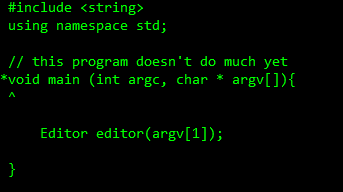 #include <string>
using namespace std;
// this program doesn't do much yet
*void main (int argc, char * argv[]){
^
Editor editor(argv[1]);
}